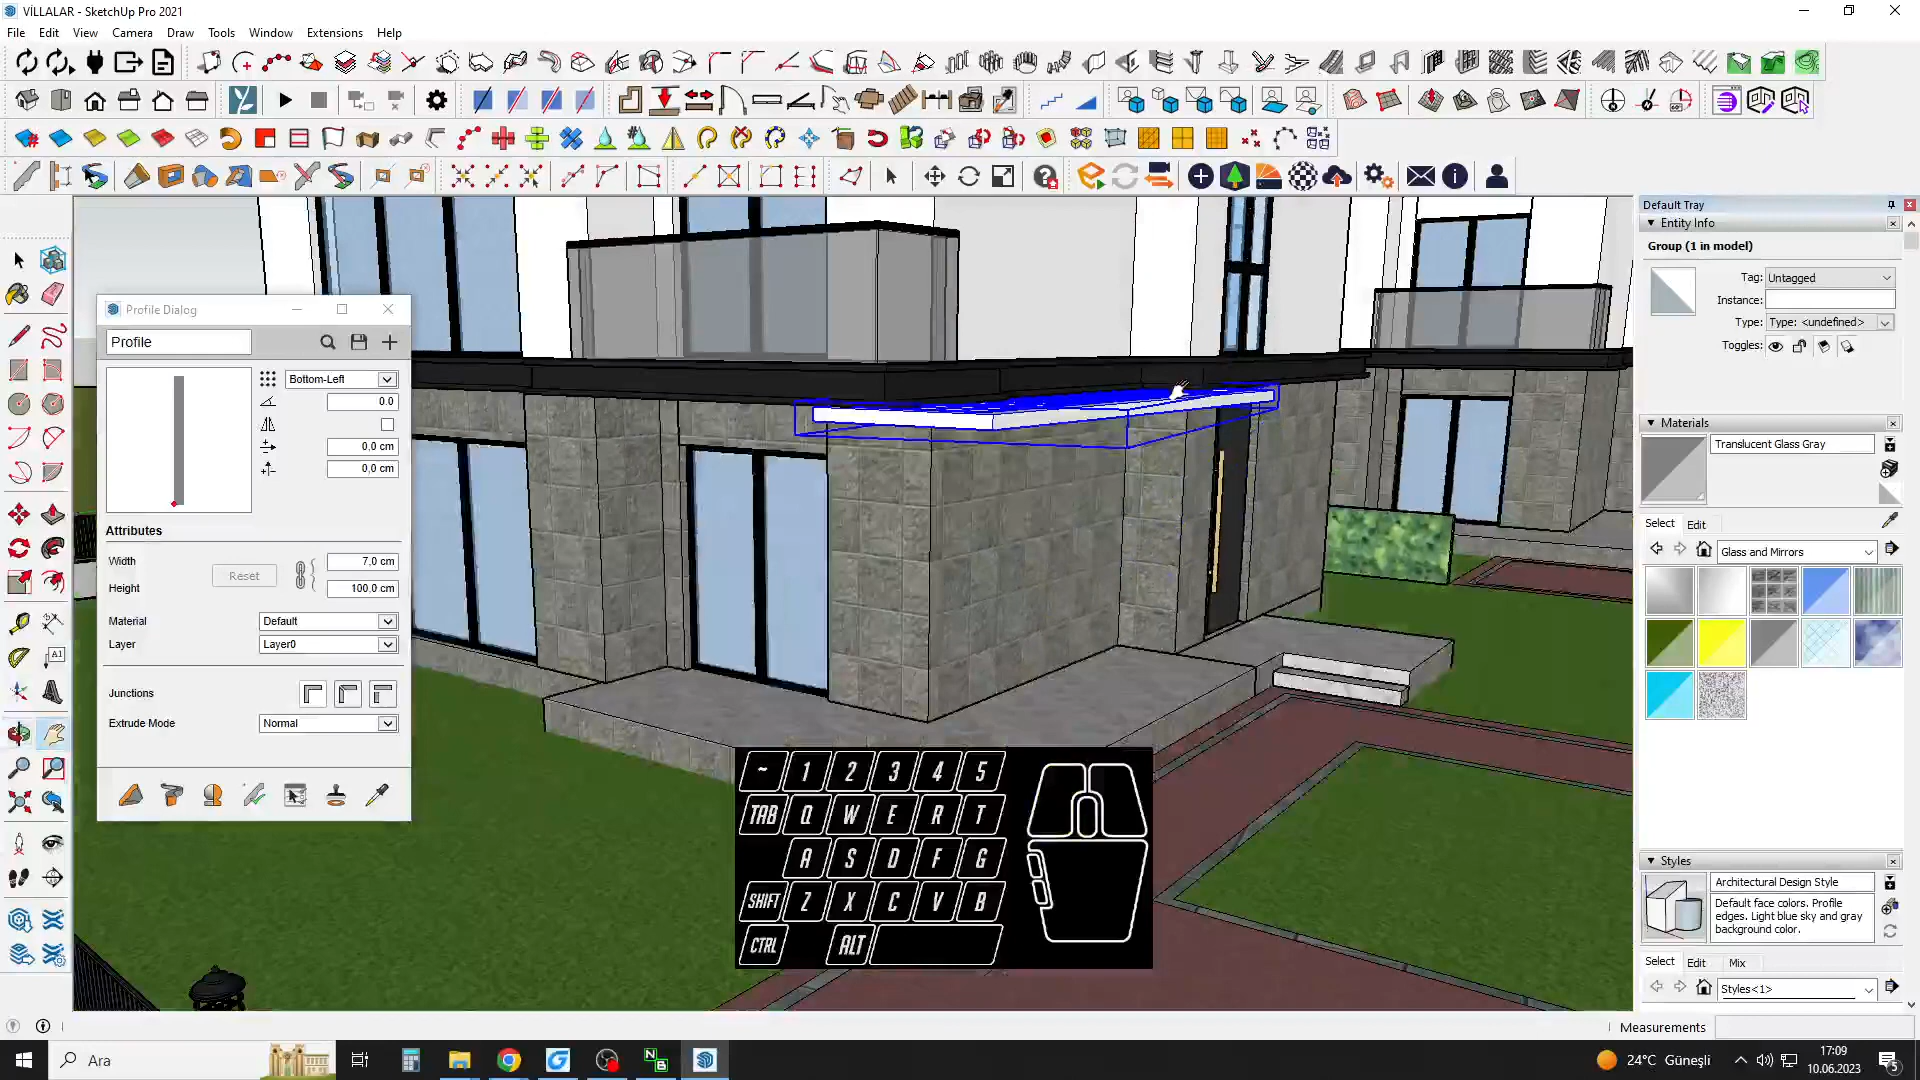 VİLLALAR - SketchUp Pro 2021
File Edit View Camera Draw Tools Window Extensions Help
Default Tray
Entity Info
Group (1 in model)
Tag: Untagged
Instance:
Type: Type: <undefined>
Toggles:
Profile Dialog
Profile
Bottom-Left
0.0
0,0 cm
0,0 cm
Attributes
Width 7,0 cm
Reset
Height 100,0 cm
Material Default
Layer Layer0
Junctions
Extrude Mode Normal
Materials
Translucent Glass Gray
Select Edit
Glass and Mirrors
~ 1 2 3 4 5
TAB Q W E R T
A S D F G
SHIFT Z X C V B
CTRL ALT
Styles
Architectural Design Style
Default face colors. Profile
edges. Light blue sky and gray
background color.
Select Edit Mix
Styles<1>
A1
Measurements
Ara
N
B
24°C Güneşli
17:09
10.06.2023
5